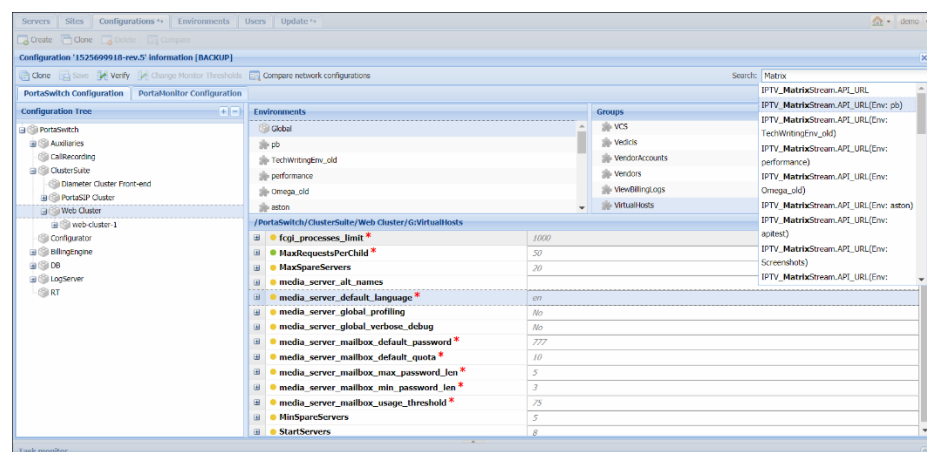 Servers Sites Configurations *+ Environments Users Update *+ demo
Create Clone Delete Compare
Configuration '1525699918-rev.5' information [BACKUP]
Clone Save Verify Change Monitor Thresholds Compare network configurations Search: Matrix
PortaSwitch Configuration PortaMonitor Configuration
Configuration Tree
PortaSwitch
Auxiliaries
CallRecording
ClusterSuite
Diameter Cluster Front-end
PortaSIP Cluster
Web Cluster
web-cluster-1
Configurator
BillingEngine
DB
LogServer
RT
Environments
Global
pb
TechWritingEnv_old
performance
Omega_old
aston
Groups
VCS
Vedicis
VendorAccounts
Vendors
ViewBillingLogs
VirtualHosts
IPTV_MatrixStream.API_URL
IPTV_MatrixStream.API_URL(Env: pb)
IPTV_MatrixStream.API_URL(Env:
TechWritingEnv_old)
IPTV_MatrixStream.API_URL(Env:
performance)
IPTV_MatrixStream.API_URL(Env:
Omega_old)
IPTV_MatrixStream.API_URL(Env: aston)
IPTV_MatrixStream.API_URL(Env:
apitest)
IPTV_MatrixStream.API_URL(Env:
Screenshots)
IPTV_MatrixStream.API_URL(Env:
/PortaSwitch/ClusterSuite/Web Cluster/G:VirtualHosts
fcgi_processes_limit * 1000
MaxRequestsPerChild * 50
MaxSpareServers 20
media_server_alt_names
media_server_default_language * en
media_server_global_profiling No
media_server_global_verbose_debug No
media_server_mailbox_default_password * 777
media_server_mailbox_default_quota * 10
media_server_mailbox_max_password_len * 5
media_server_mailbox_min_password_len * 3
media_server_mailbox_usage_threshold * 75
MinSpareServers 5
StartServers 8
Task monitor